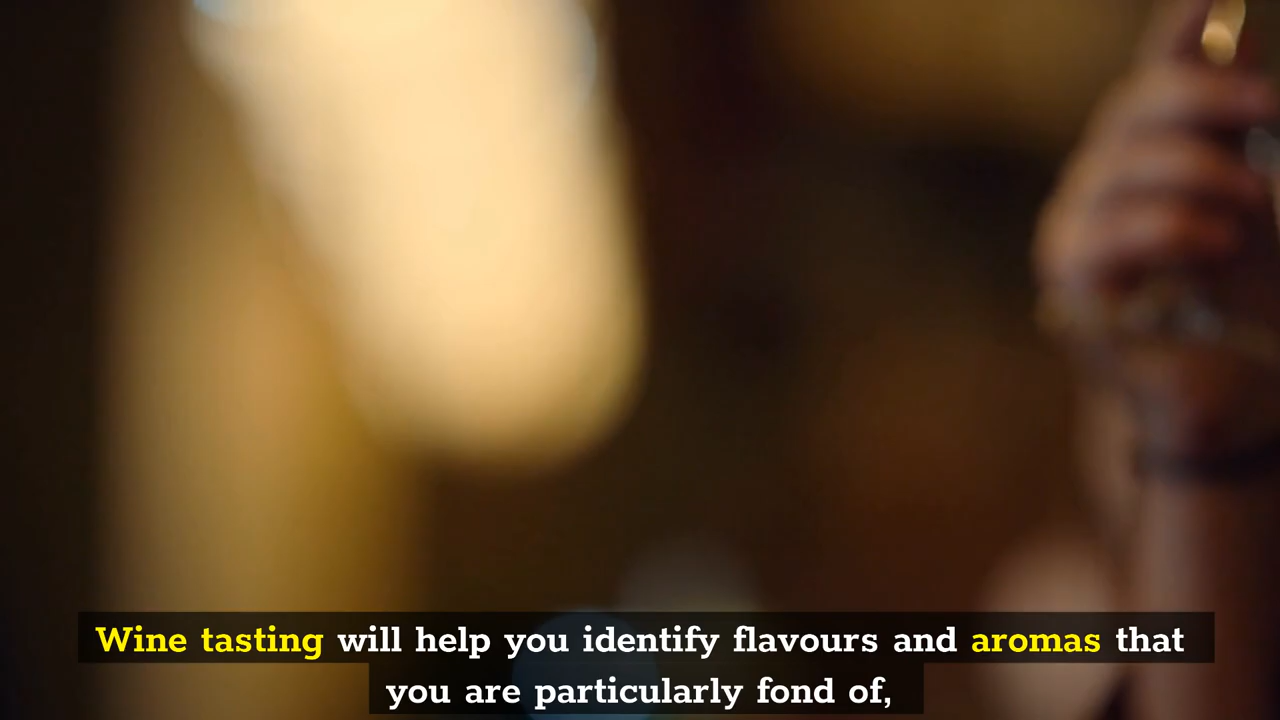 Wine tasting will help you identify flavours and aromas that
you are particularly fond of,